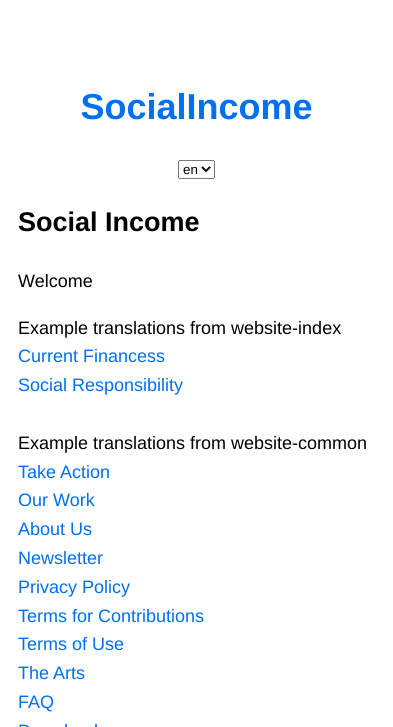 SocialIncome
en
Social Income
Welcome
Example translations from website-index
Current Financess
Social Responsibility
Example translations from website-common
Take Action
Our Work
About Us
Newsletter
Privacy Policy
Terms for Contributions
Terms of Use
The Arts
FAQ